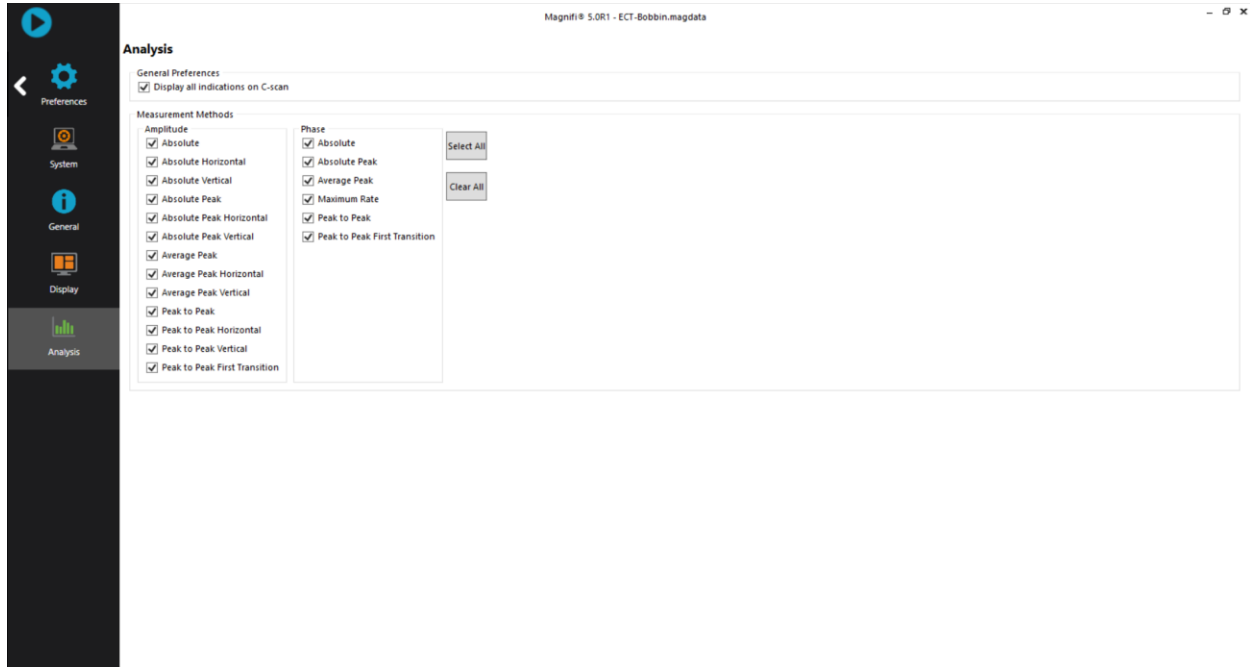 Magnifi® 5.0R1 - ECT-Bobbin.magdata
Preferences
System
General
Display
Analysis
Analysis
General Preferences
Display all indications on C-scan
Measurement Methods
Amplitude
Absolute
Absolute Horizontal
Absolute Vertical
Absolute Peak
Absolute Peak Horizontal
Absolute Peak Vertical
Average Peak
Average Peak Horizontal
Average Peak Vertical
Peak to Peak
Peak to Peak Horizontal
Peak to Peak Vertical
Peak to Peak First Transition
Phase
Absolute
Absolute Peak
Average Peak
Maximum Rate
Peak to Peak
Peak to Peak First Transition
Select All
Clear All